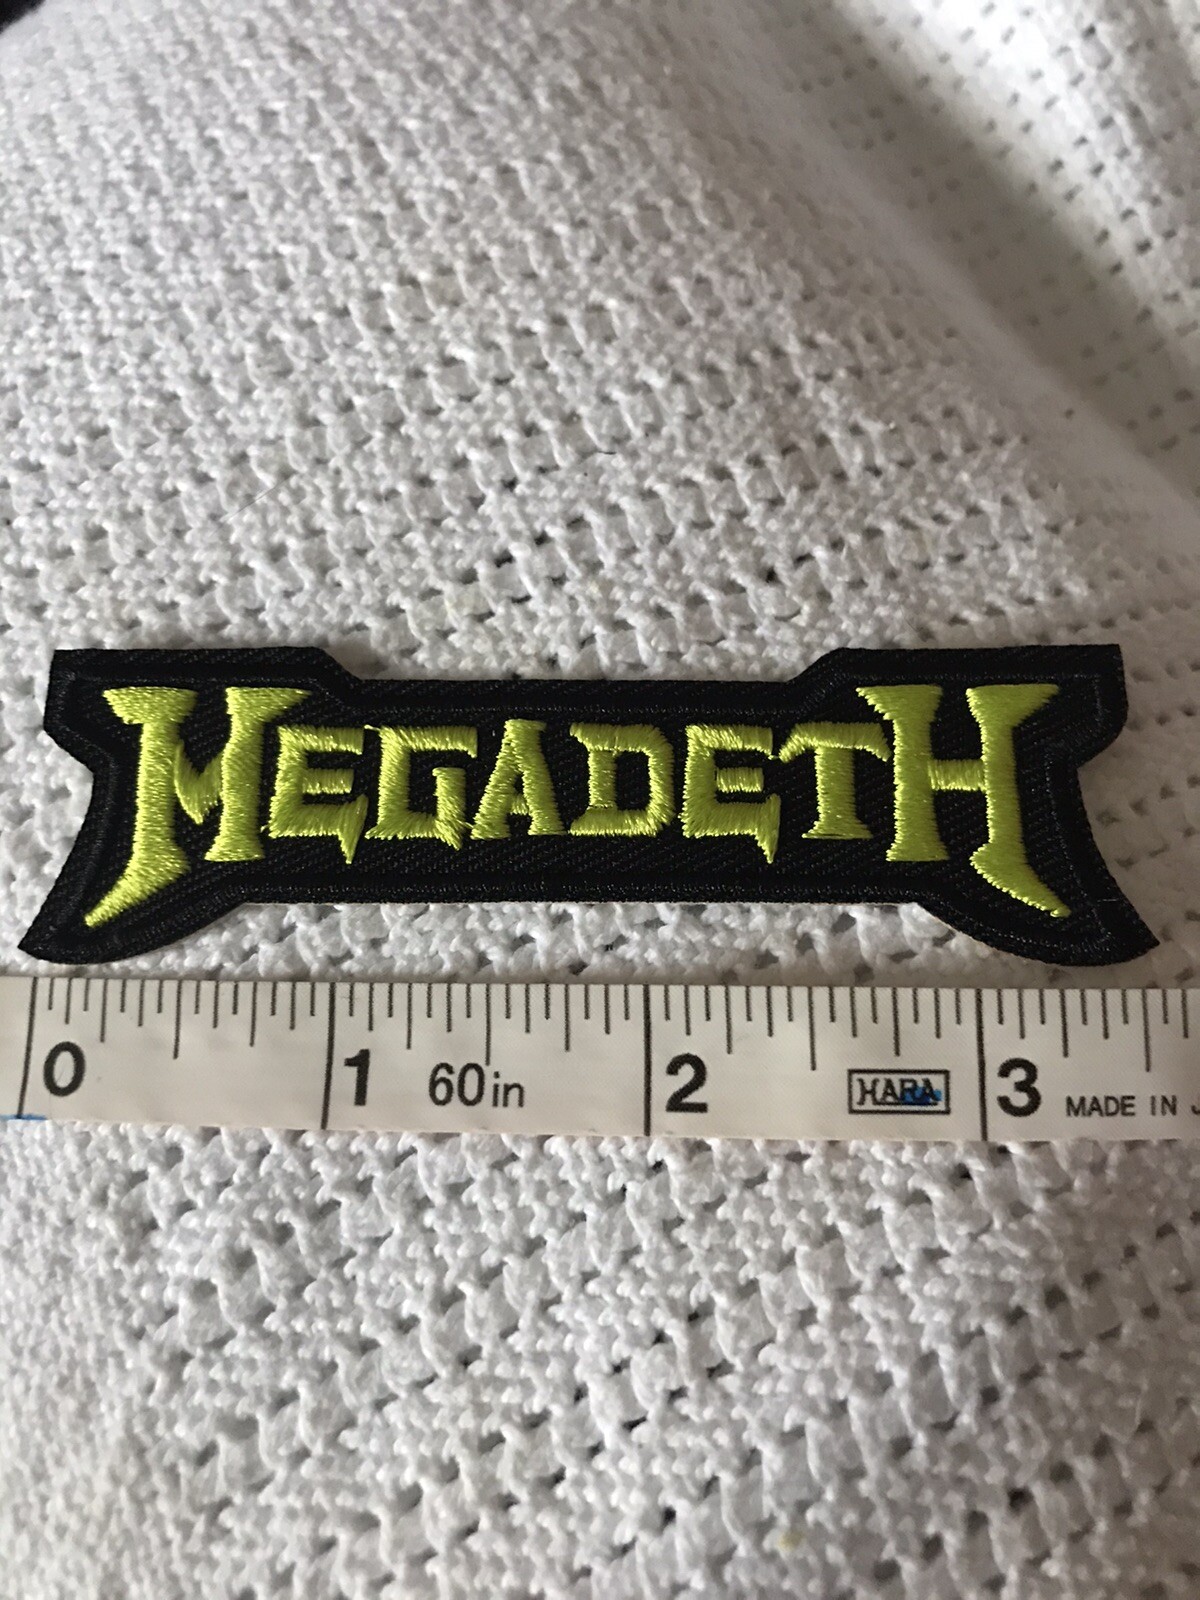 MEGADETH
0 1 60in 2 HARA 3 MADE IN